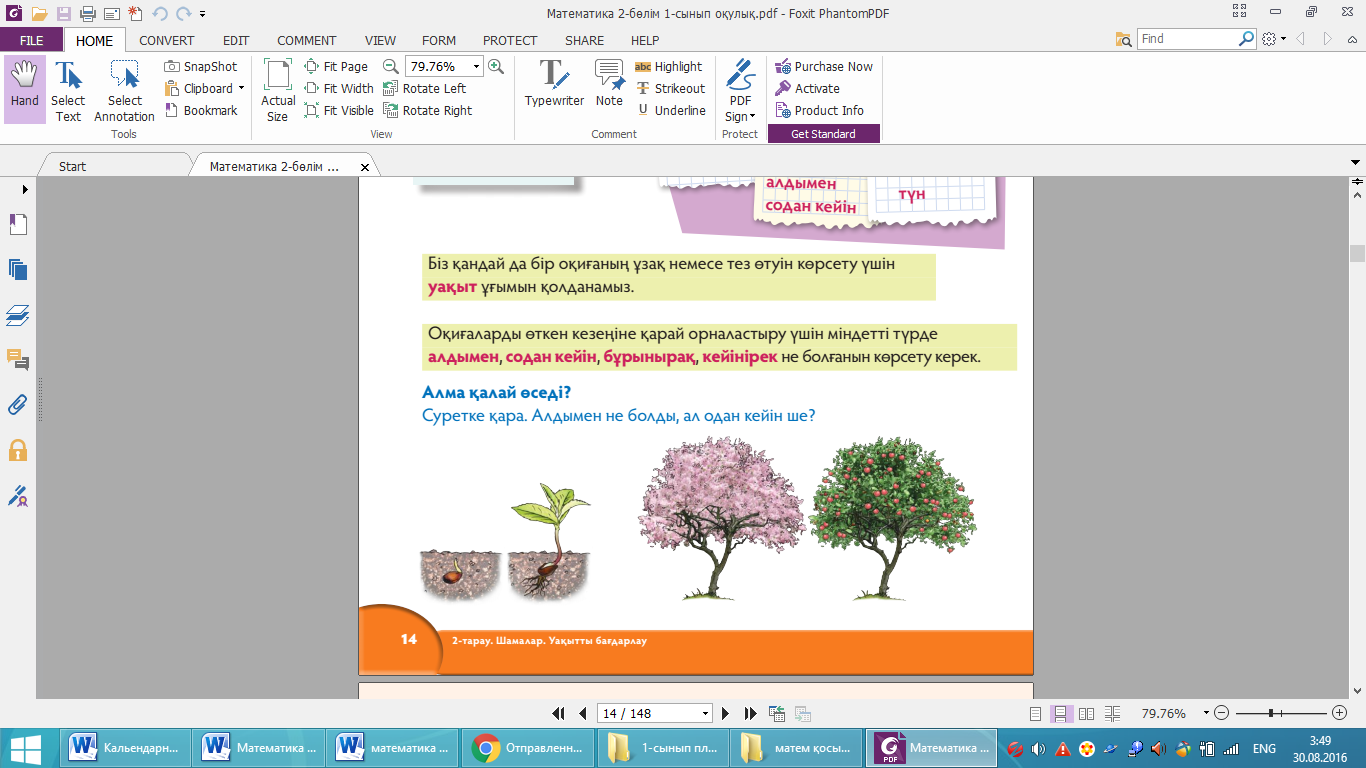 Математика 2-бөлім 1-сынып оқулық.pdf - Foxit PhantomPDF
FILE HOME CONVERT EDIT COMMENT VIEW FORM PROTECT SHARE HELP
Find
Hand
Select Text
Select Annotation
SnapShot
Clipboard
Bookmark
Tools
Actual Size
Fit Page
Fit Width
Fit Visible
79.76%
Rotate Left
Rotate Right
View
Typewriter
Note
abc Highlight
Strikeout
U Underline
Comment
PDF Sign
Protect
Purchase Now
Activate
Product Info
Get Standard
Start
Математика 2-бөлім ...
алдымен
содан кейін
түн
Біз қандай да бір оқиғаның ұзақ немесе тез өтуін көрсету үшін
уақыт ұғымын қолданамыз.
Оқиғаларды өткен кезеңіне қарай орналастыру үшін міндетті түрде
алдымен, содан кейін, бұрынырақ, кейінірек не болғанын көрсету керек.
Алма қалай өседі?
Суретке қара. Алдымен не болды, ал одан кейін ше?
14
2-тарау. Шамалар. Уақытты бағдарлау
14 / 148
79.76%
Кальендарн...
Математика ...
математика ...
Отправленн...
1-сынып пл...
матем қосы...
PDF
Математика ...
ENG
3:49
30.08.2016